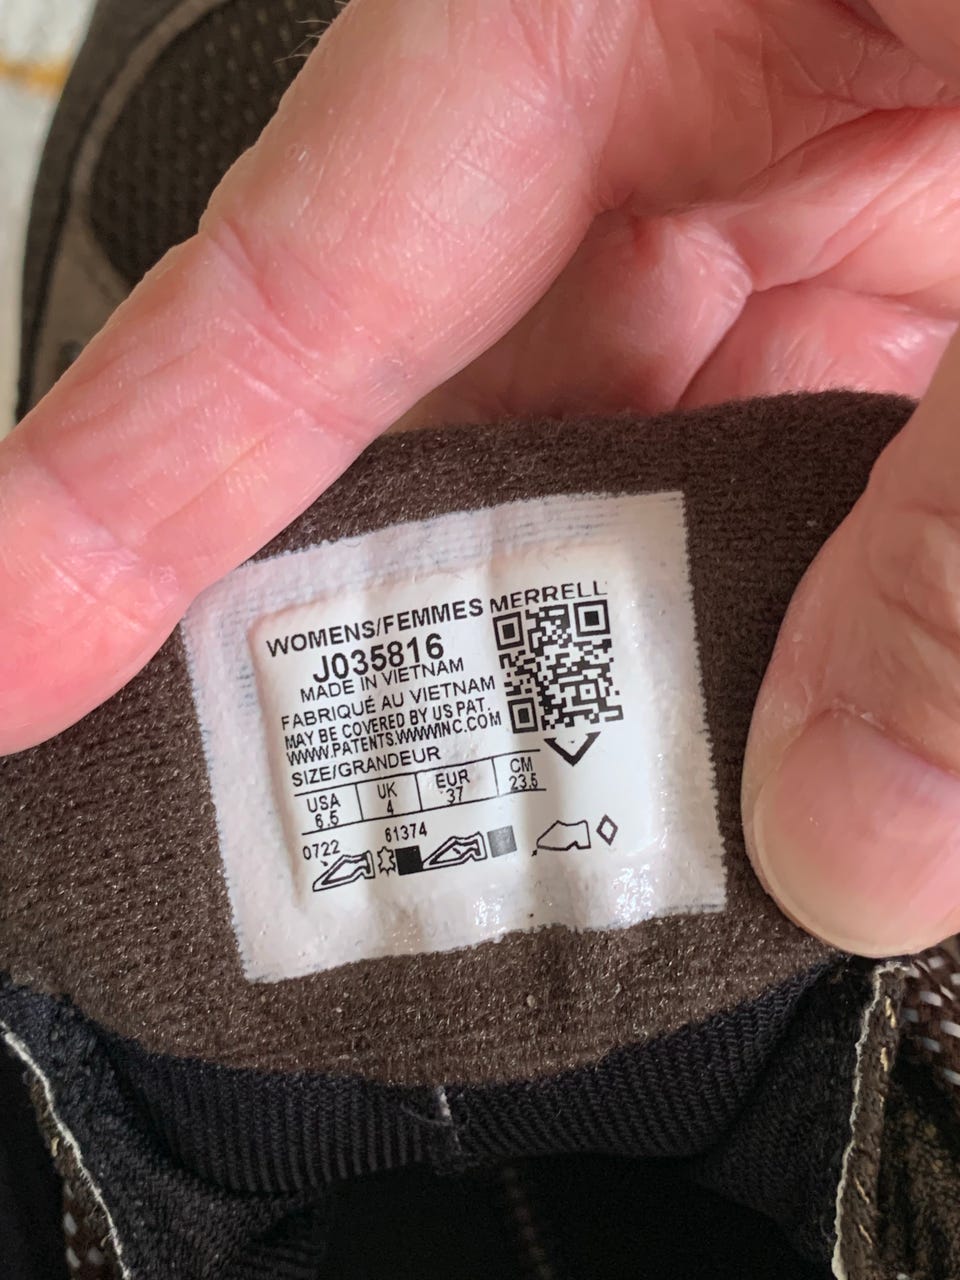 WOMENS/FEMMES MERRELL
J035816
MADE IN VIETNAM
FABRIQUÉ AU VIETNAM
MAY BE COVERED BY US PAT.
WWW.PATENTS.WWWINC.COM
SIZE/GRANDEUR
USA UK EUR CM
6.5 4 37 23.5
0722 61374